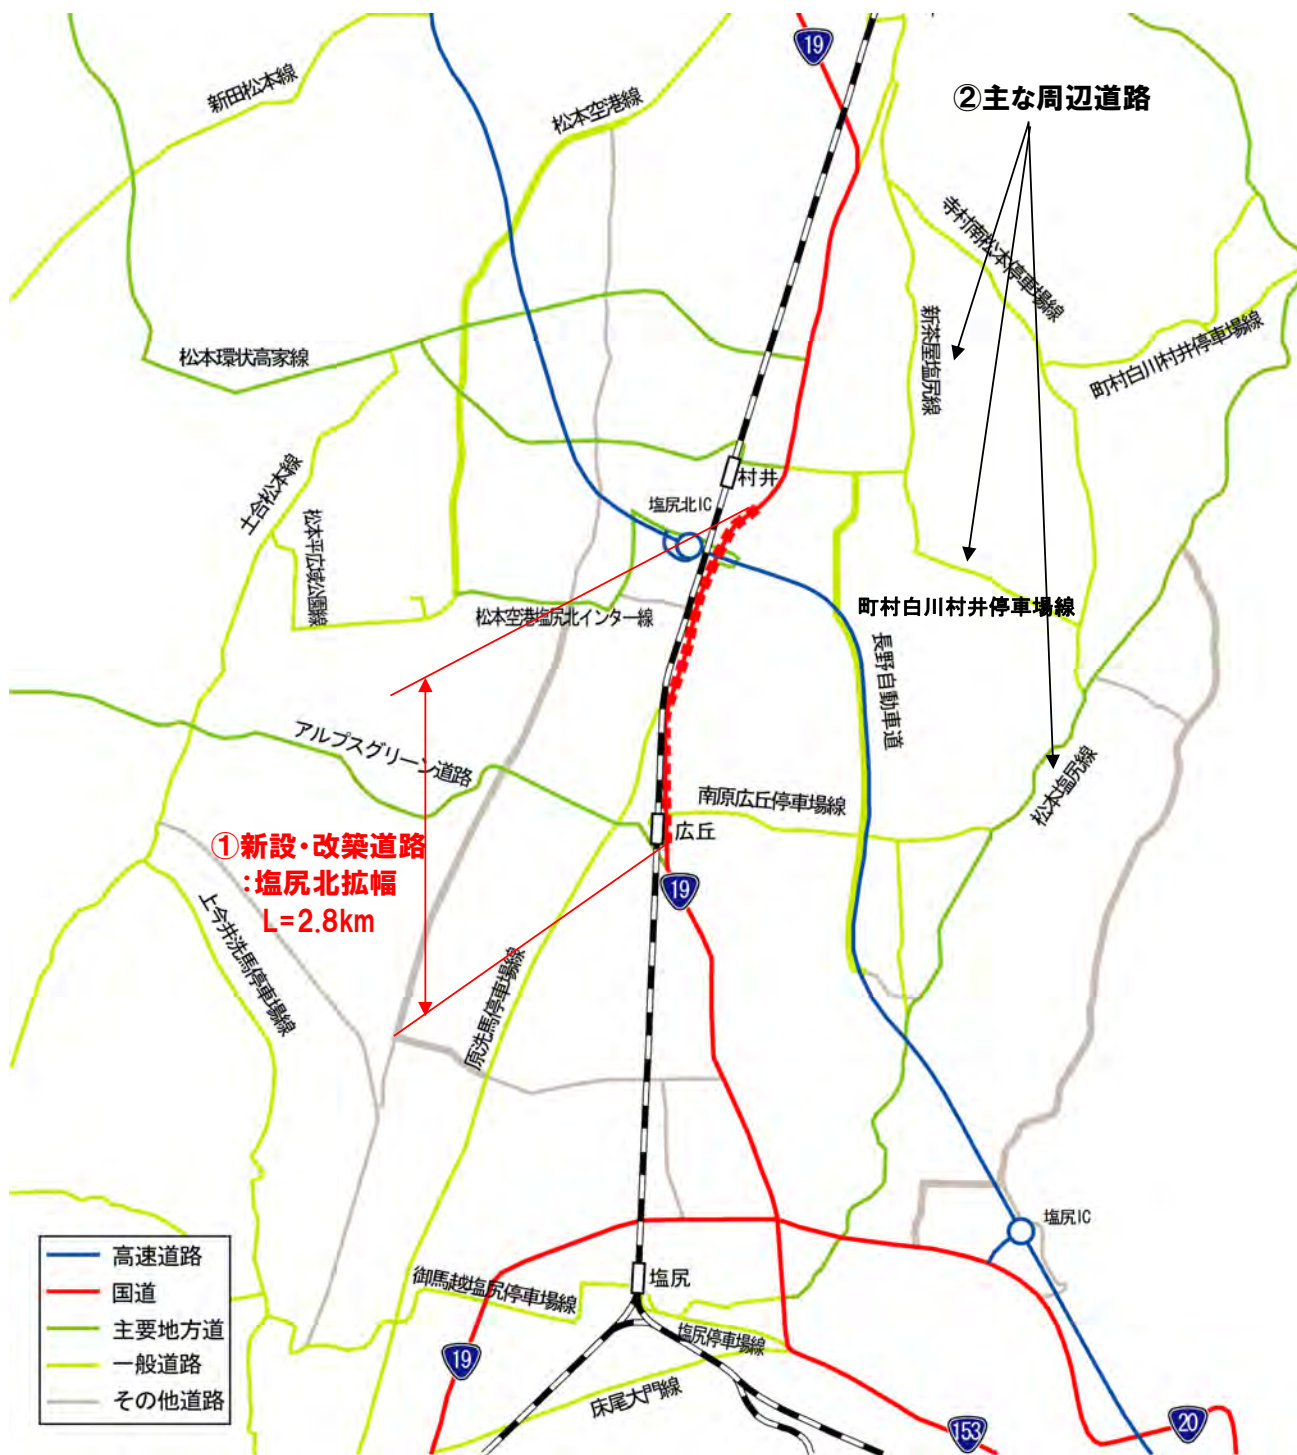 19
②主な周辺道路
新田松本線
松本空港線
寺村南松本停車場線
新茶屋塩尻線
町村白川村井停車場線
松本環状高家線
村井
塩尻北IC
土合松本線
松本平広域公園線
松本空港塩尻北インター線
町村白川村井停車場線
長野自動車道
アルプスグリーン道路
南原広丘停車場線
松本塩尻線
広丘
①新設・改築道路
:塩尻北拡幅
L=2.8km
19
上今井洗馬停車場線
原洗馬停車場線
塩尻IC
高速道路
国道
主要地方道
一般道路
その他道路
御馬越塩尻停車場線
塩尻
塩尻停車場線
19
床尾大門線
153
20